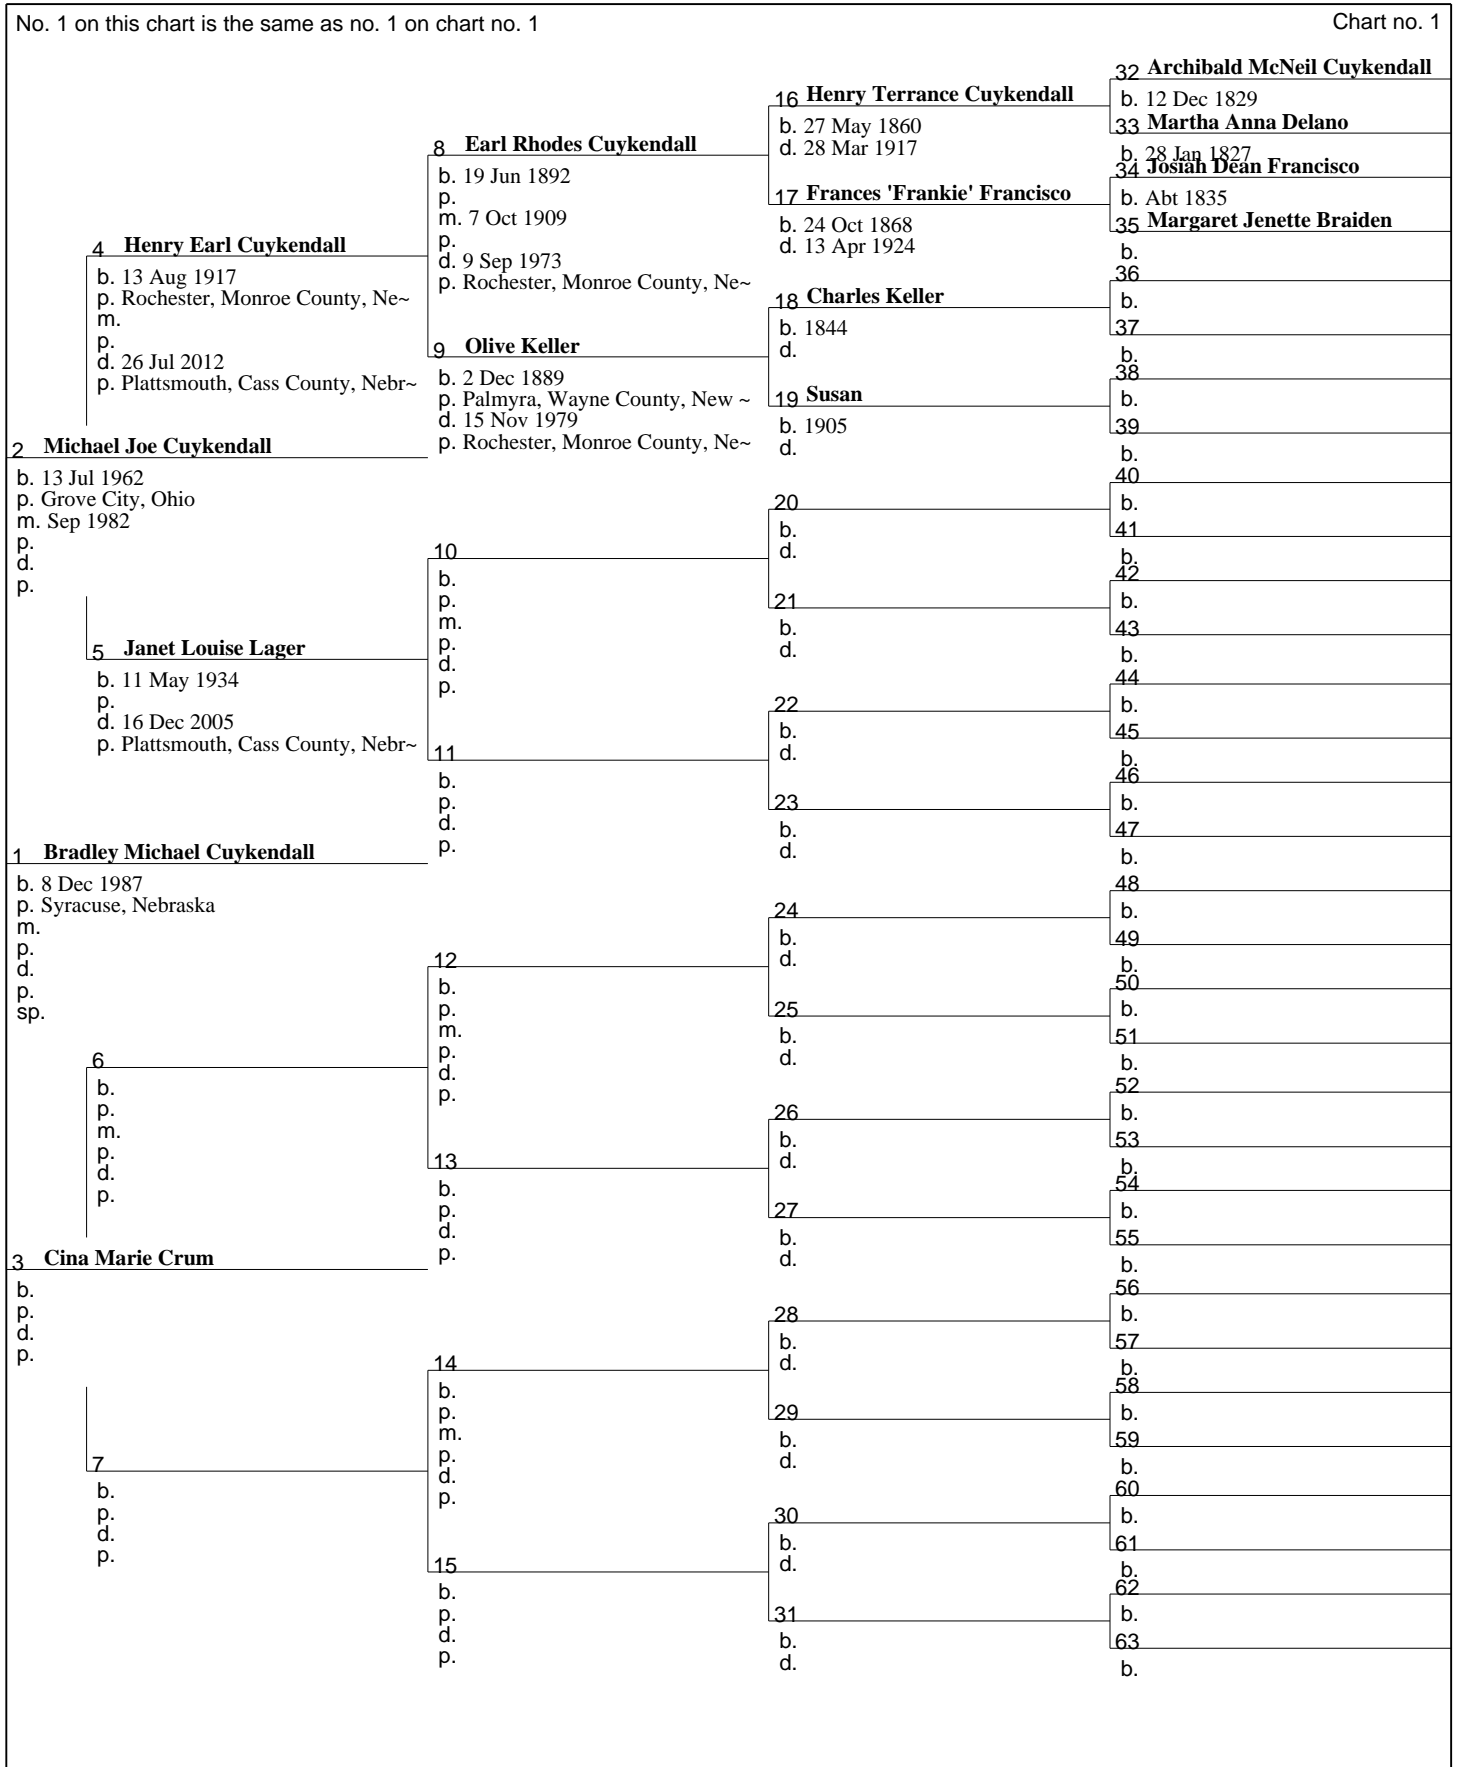 No. 1 on this chart is the same as no. 1 on chart no. 1
Chart no. 1
1 Bradley Michael Cuykendall
b. 8 Dec 1987
p. Syracuse, Nebraska
m.
p.
d.
p.
sp.
2 Michael Joe Cuykendall
b. 13 Jul 1962
p. Grove City, Ohio
m. Sep 1982
p.
d.
p.
3 Cina Marie Crum
b.
p.
d.
p.
4 Henry Earl Cuykendall
b. 13 Aug 1917
p. Rochester, Monroe County, Ne~
m.
p.
d. 26 Jul 2012
p. Plattsmouth, Cass County, Nebr~
5 Janet Louise Lager
b. 11 May 1934
p.
d. 16 Dec 2005
p. Plattsmouth, Cass County, Nebr~
6
b.
p.
m.
p.
d.
p.
7
b.
p.
d.
p.
8 Earl Rhodes Cuykendall
b. 19 Jun 1892
p.
m. 7 Oct 1909
p.
d. 9 Sep 1973
p. Rochester, Monroe County, Ne~
9 Olive Keller
b. 2 Dec 1889
p. Palmyra, Wayne County, New ~
d. 15 Nov 1979
p. Rochester, Monroe County, Ne~
10
b.
p.
m.
p.
d.
p.
11
b.
p.
d.
p.
12
b.
p.
m.
p.
d.
p.
13
b.
p.
d.
p.
14
b.
p.
m.
p.
d.
p.
15
b.
p.
d.
p.
16 Henry Terrance Cuykendall
b. 27 May 1860
d. 28 Mar 1917
17 Frances 'Frankie' Francisco
b. 24 Oct 1868
d. 13 Apr 1924
18 Charles Keller
b. 1844
d.
19 Susan
b. 1905
d.
20
b.
d.
21
b.
d.
22
b.
d.
23
b.
d.
24
b.
d.
25
b.
d.
26
b.
d.
27
b.
d.
28
b.
d.
29
b.
d.
30
b.
d.
31
b.
d.
32 Archibald McNeil Cuykendall
b. 12 Dec 1829
33 Martha Anna Delano
b. 28 Jan 1827
34 Josiah Dean Francisco
b. Abt 1835
35 Margaret Jenette Braiden
b.
36
b.
37
b.
38
b.
39
b.
40
b.
41
b.
42
b.
43
b.
44
b.
45
b.
46
b.
47
b.
48
b.
49
b.
50
b.
51
b.
52
b.
53
b.
54
b.
55
b.
56
b.
57
b.
58
b.
59
b.
60
b.
61
b.
62
b.
63
b.